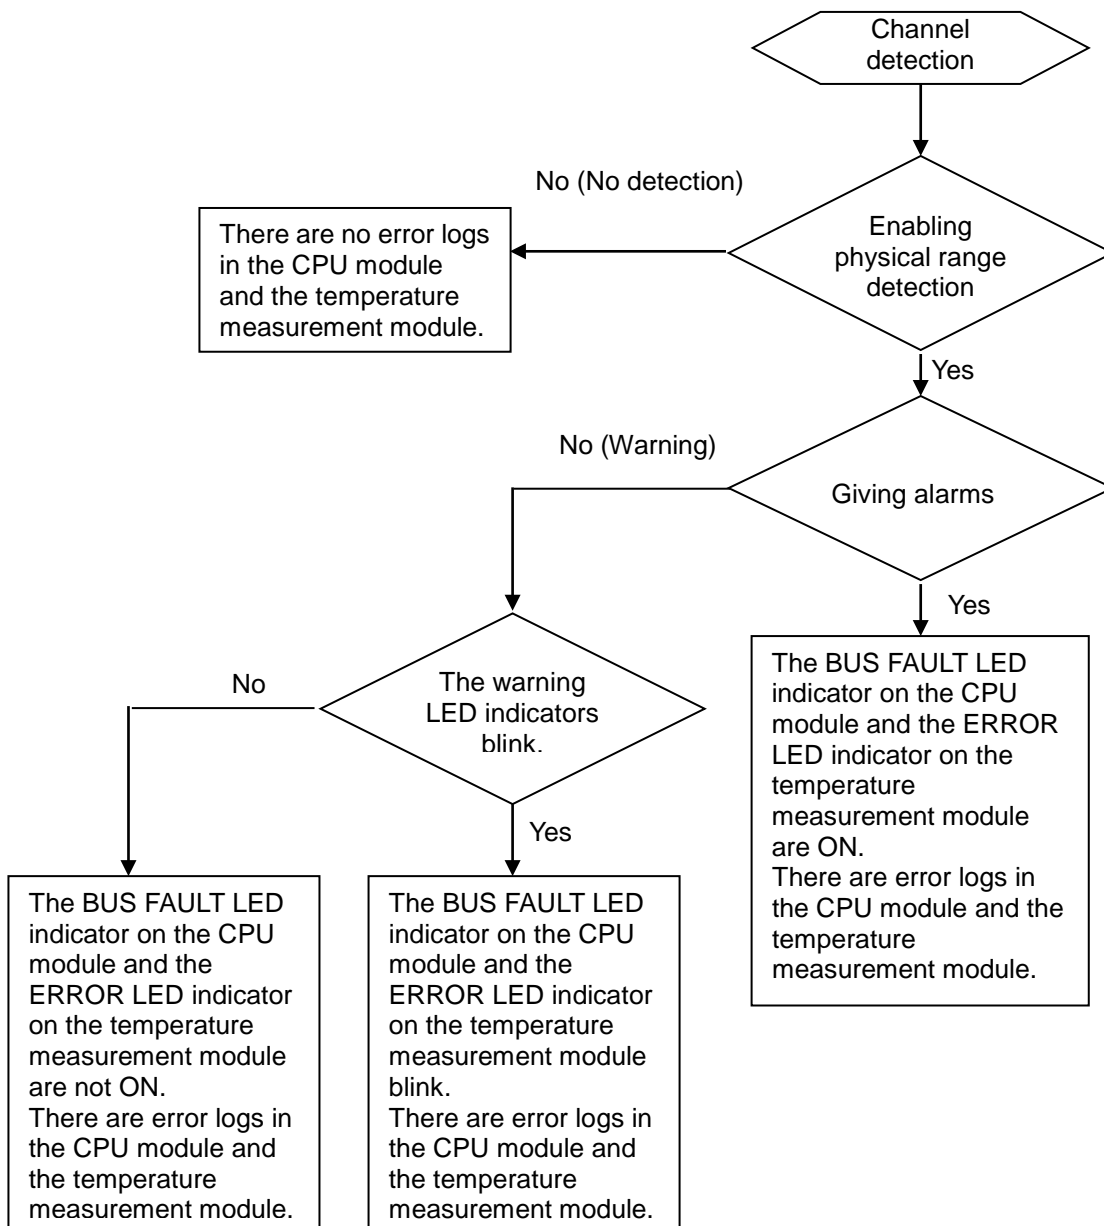 Channel
detection
No (No detection)
There are no error logs
in the CPU module
and the temperature
measurement module.
Enabling
physical range
detection
Yes
No (Warning)
Giving alarms
Yes
No
The warning
LED indicators
blink.
Yes
The BUS FAULT LED
indicator on the CPU
module and the ERROR
LED indicator on the
temperature
measurement module
are ON.
There are error logs in
the CPU module and the
temperature
measurement module.
The BUS FAULT LED
indicator on the CPU
module and the
ERROR LED indicator
on the temperature
measurement module
are not ON.
There are error logs in
the CPU module and
the temperature
measurement module.
The BUS FAULT LED
indicator on the CPU
module and the
ERROR LED indicator
on the temperature
measurement module
blink.
There are error logs in
the CPU module and
the temperature
measurement module.